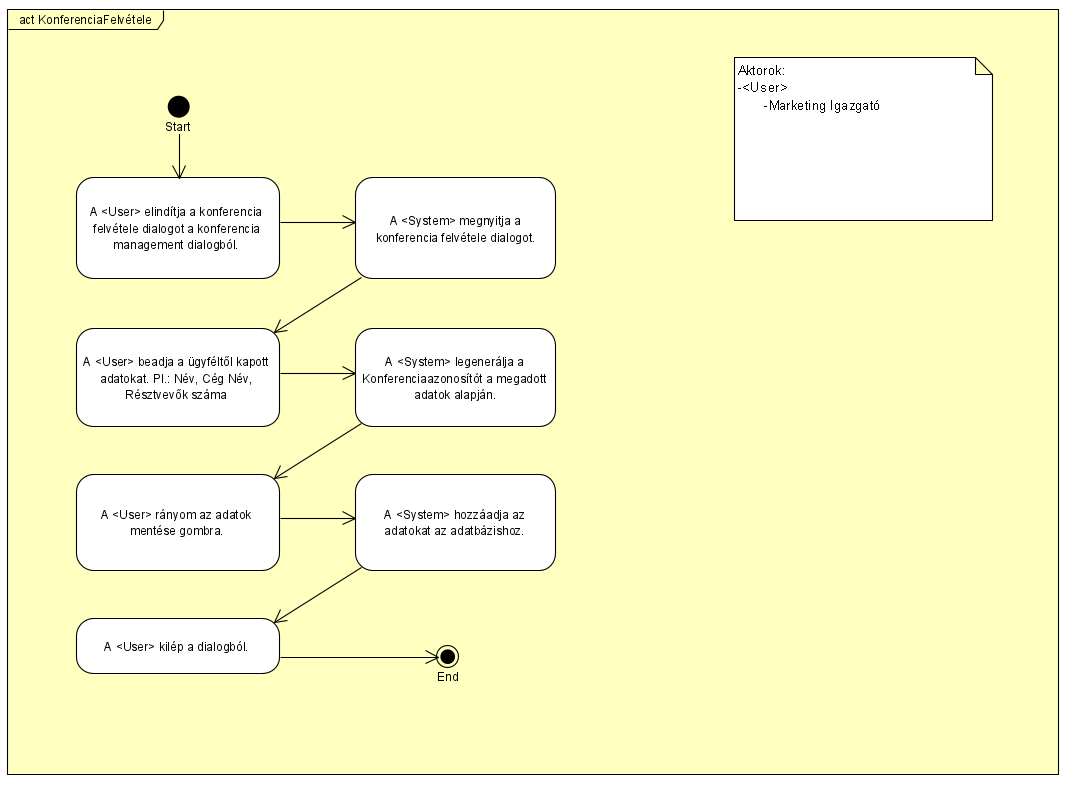 act KonferenciaFelvétele
Aktorok:
-<User>
-Marketing Igazgató
Start
A <User> elindítja a konferencia
felvétele dialogot a konferencia
management dialogból.
A <System> megnyitja a
konferencia felvétele dialogot.
A <User> beadja a ügyféltől kapott
adatokat. Pl.: Név, Cég Név,
Résztvevők száma
A <System> legenerálja a
Konferenciaazonosítót a megadott
adatok alapján.
A <User> rányom az adatok
mentése gombra.
A <System> hozzáadja az
adatokat az adatbázishoz.
A <User> kilép a dialogból.
End